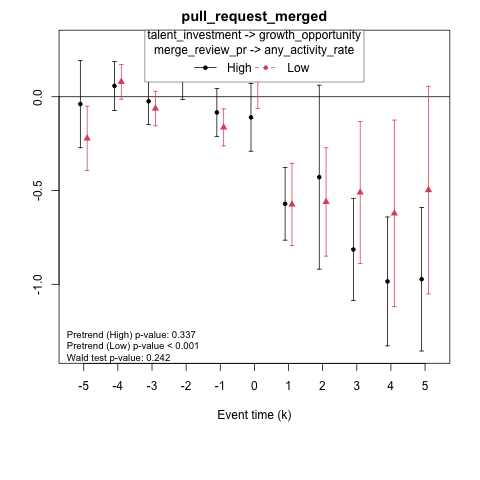 pull_request_merged
talent_investment -> growth_opportunity
merge_review_pr -> any_activity_rate
High Low
0.0
-0.5
-1.0
Pretrend (High) p-value: 0.337
Pretrend (Low) p-value < 0.001
Wald test p-value: 0.242
-5 -4 -3 -2 -1 0 1 2 3 4 5
Event time (k)